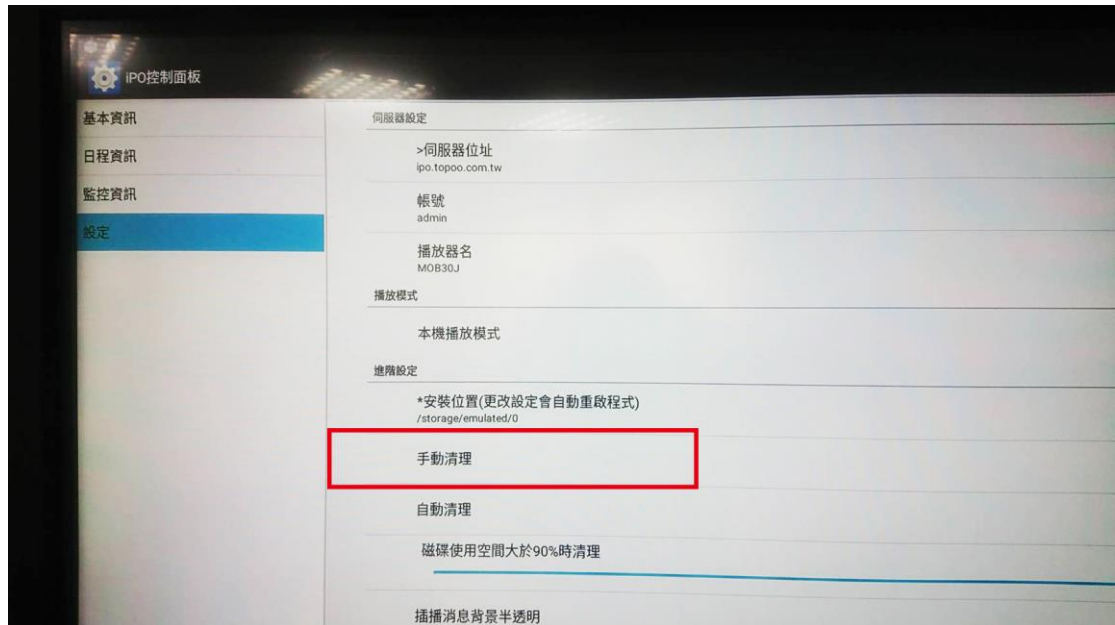 iPO控制面板
基本資訊
日程資訊
監控資訊
設定
伺服器設定
>伺服器位址
ipo.topoo.com.tw
帳號
admin
播放器名
MOB30J
播放模式
本機播放模式
進階設定
*安裝位置(更改設定會自動重啟程式)
/storage/emulated/0
手動清理
自動清理
磁碟使用空間大於90%時清理
插播消息背景半透明